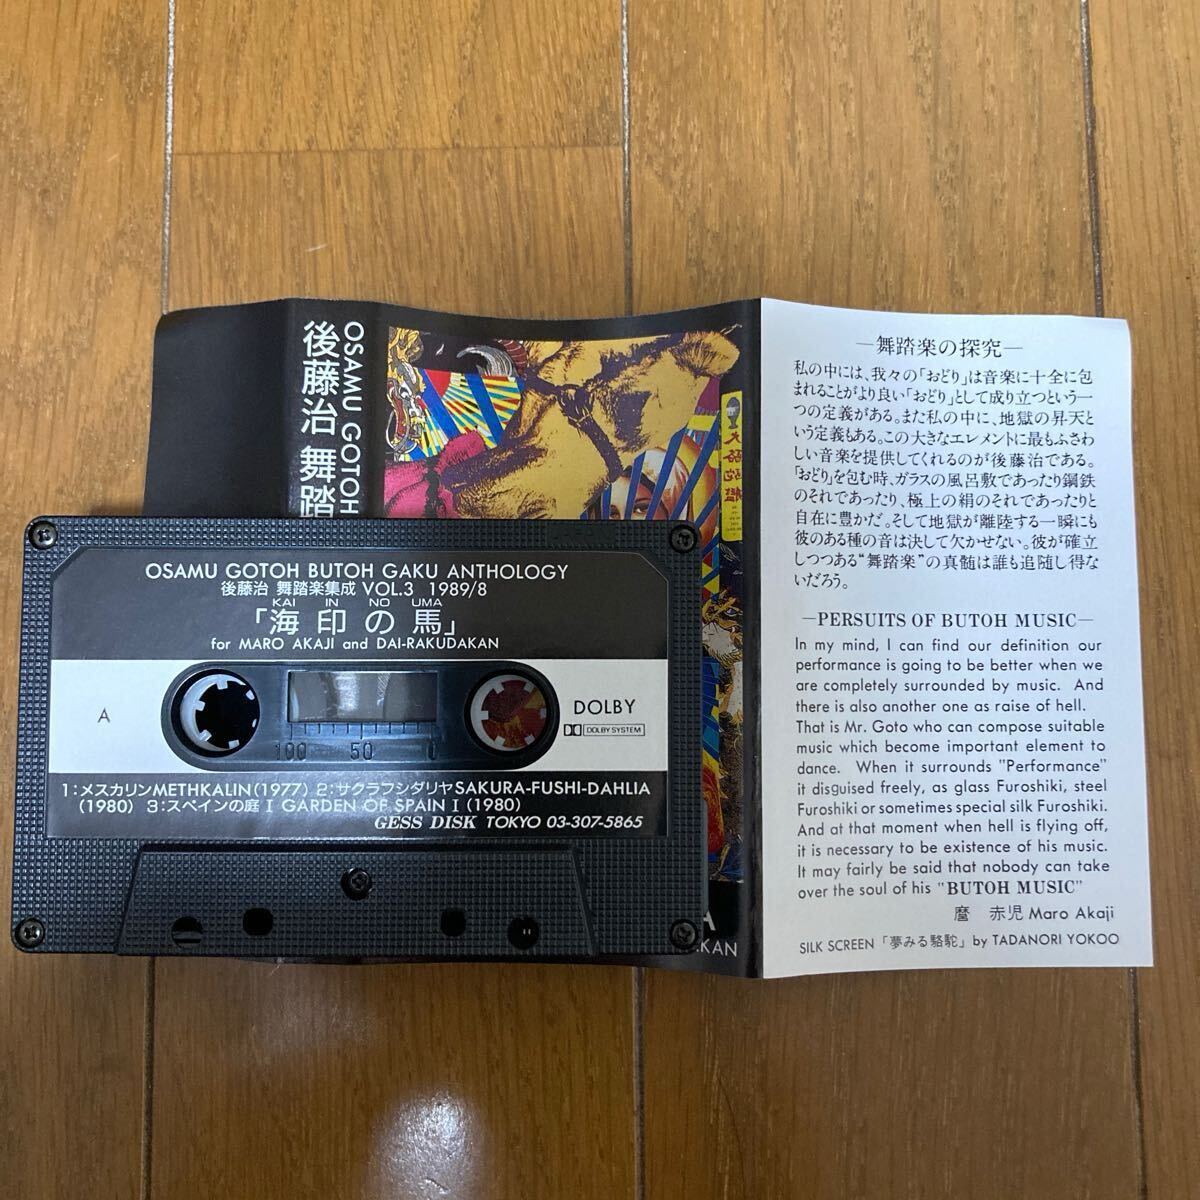 OSAMU GOTOH
後藤治 舞踏
大駱駝艦
OSAMU GOTOH BUTOH GAKU ANTHOLOGY
後藤治 舞踏楽集成 VOL.3 1989/8
KAI IN NO UMA
「海印の馬」
for MARO AKAJI and DAI-RAKUDAKAN
A
DOLBY
DOLBY SYSTEM
100 50 0
1:メスカリンMETHKALIN(1977) 2:サクラフシダリヤSAKURA-FUSHI-DAHLIA
(1980) 3:スペインの庭 I GARDEN OF SPAIN I (1980)
GESS DISK TOKYO 03-307-5865
A
KAN
—舞踏楽の探究—
私の中には、我々の「おどり」は音楽に十全に包
まれることがより良い「おどり」として成り立つという一
つの定義がある。また私の中に、地獄の昇天と
いう定義もある。この大きなエレメントに最もふさわ
しい音楽を提供してくれるのが後藤治である。
「おどり」を包む時、ガラスの風呂敷であったり鋼鉄
のそれであったり、極上の絹のそれであったりと
自在に豊かだ。そして地獄が離陸する一瞬にも
彼のある種の音は決して欠かせない。彼が確立
しつつある“舞踏楽”の真髄は誰も追随し得な
いだろう。
—PERSUITS OF BUTOH MUSIC—
In my mind, I can find our definition our
performance is going to be better when we
are completely surrounded by music. And
there is also another one as raise of hell.
That is Mr. Goto who can compose suitable
music which become important element to
dance. When it surrounds "Performance"
it disguised freely, as glass Furoshiki, steel
Furoshiki or sometimes special silk Furoshiki.
And at that moment when hell is flying off,
it is necessary to be existence of his music.
It may fairly be said that nobody can take
over the soul of his "BUTOH MUSIC"
麿 赤児 Maro Akaji
SILK SCREEN「夢みる駱駝」by TADANORI YOKOO